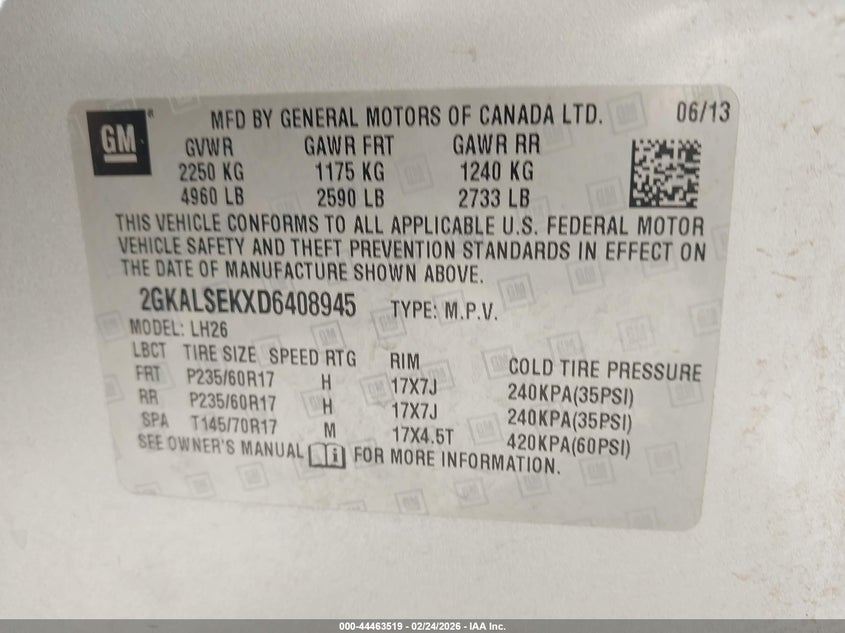 GM ® MFD BY GENERAL MOTORS OF CANADA LTD. 06/13
GVWR GAWR FRT GAWR RR
2250 KG 1175 KG 1240 KG
4960 LB 2590 LB 2733 LB
THIS VEHICLE CONFORMS TO ALL APPLICABLE U.S. FEDERAL MOTOR
VEHICLE SAFETY AND THEFT PREVENTION STANDARDS IN EFFECT ON
THE DATE OF MANUFACTURE SHOWN ABOVE.
2GKALSEKXD6408945 TYPE: M.P.V.
MODEL: LH26
LBCT TIRE SIZE SPEED RTG RIM COLD TIRE PRESSURE
FRT P235/60R17 H 17X7J 240KPA(35PSI)
RR P235/60R17 H 17X7J 240KPA(35PSI)
SPA T145/70R17 M 17X4.5T 420KPA(60PSI)
SEE OWNER'S MANUAL i FOR MORE INFORMATION.
000-44463519 - 02/24/2026 - IAA Inc.